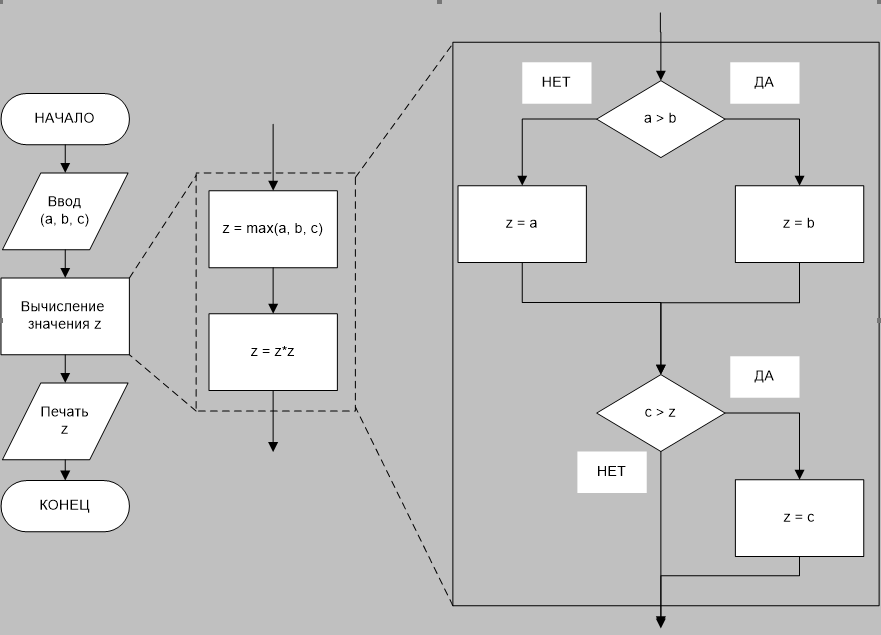 НАЧАЛО
Ввод
(a, b, c)
Вычисление
значения z
Печать
z
КОНЕЦ
z = max(a, b, c)
z = z*z
НЕТ
ДА
a > b
z = a
z = b
ДА
c > z
НЕТ
z = c